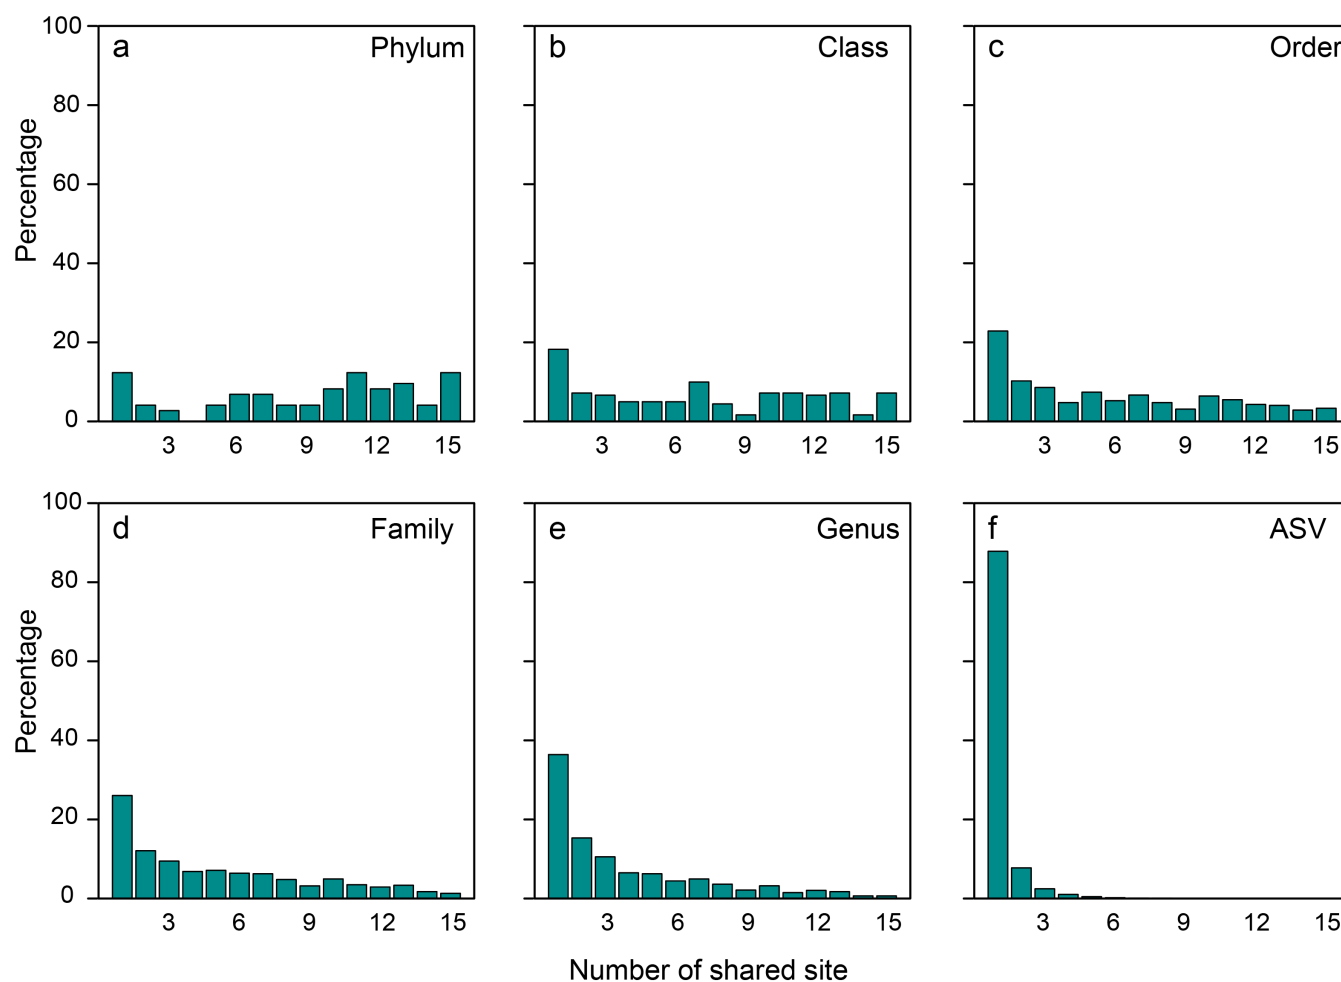 a Phylum
b Class
c Order
100
80
60
40
20
0
Percentage
3 6 9 12 15
3 6 9 12 15
3 6 9 12 15
d Family
e Genus
f ASV
100
80
60
40
20
0
Percentage
3 6 9 12 15
3 6 9 12 15
3 6 9 12 15
Number of shared site